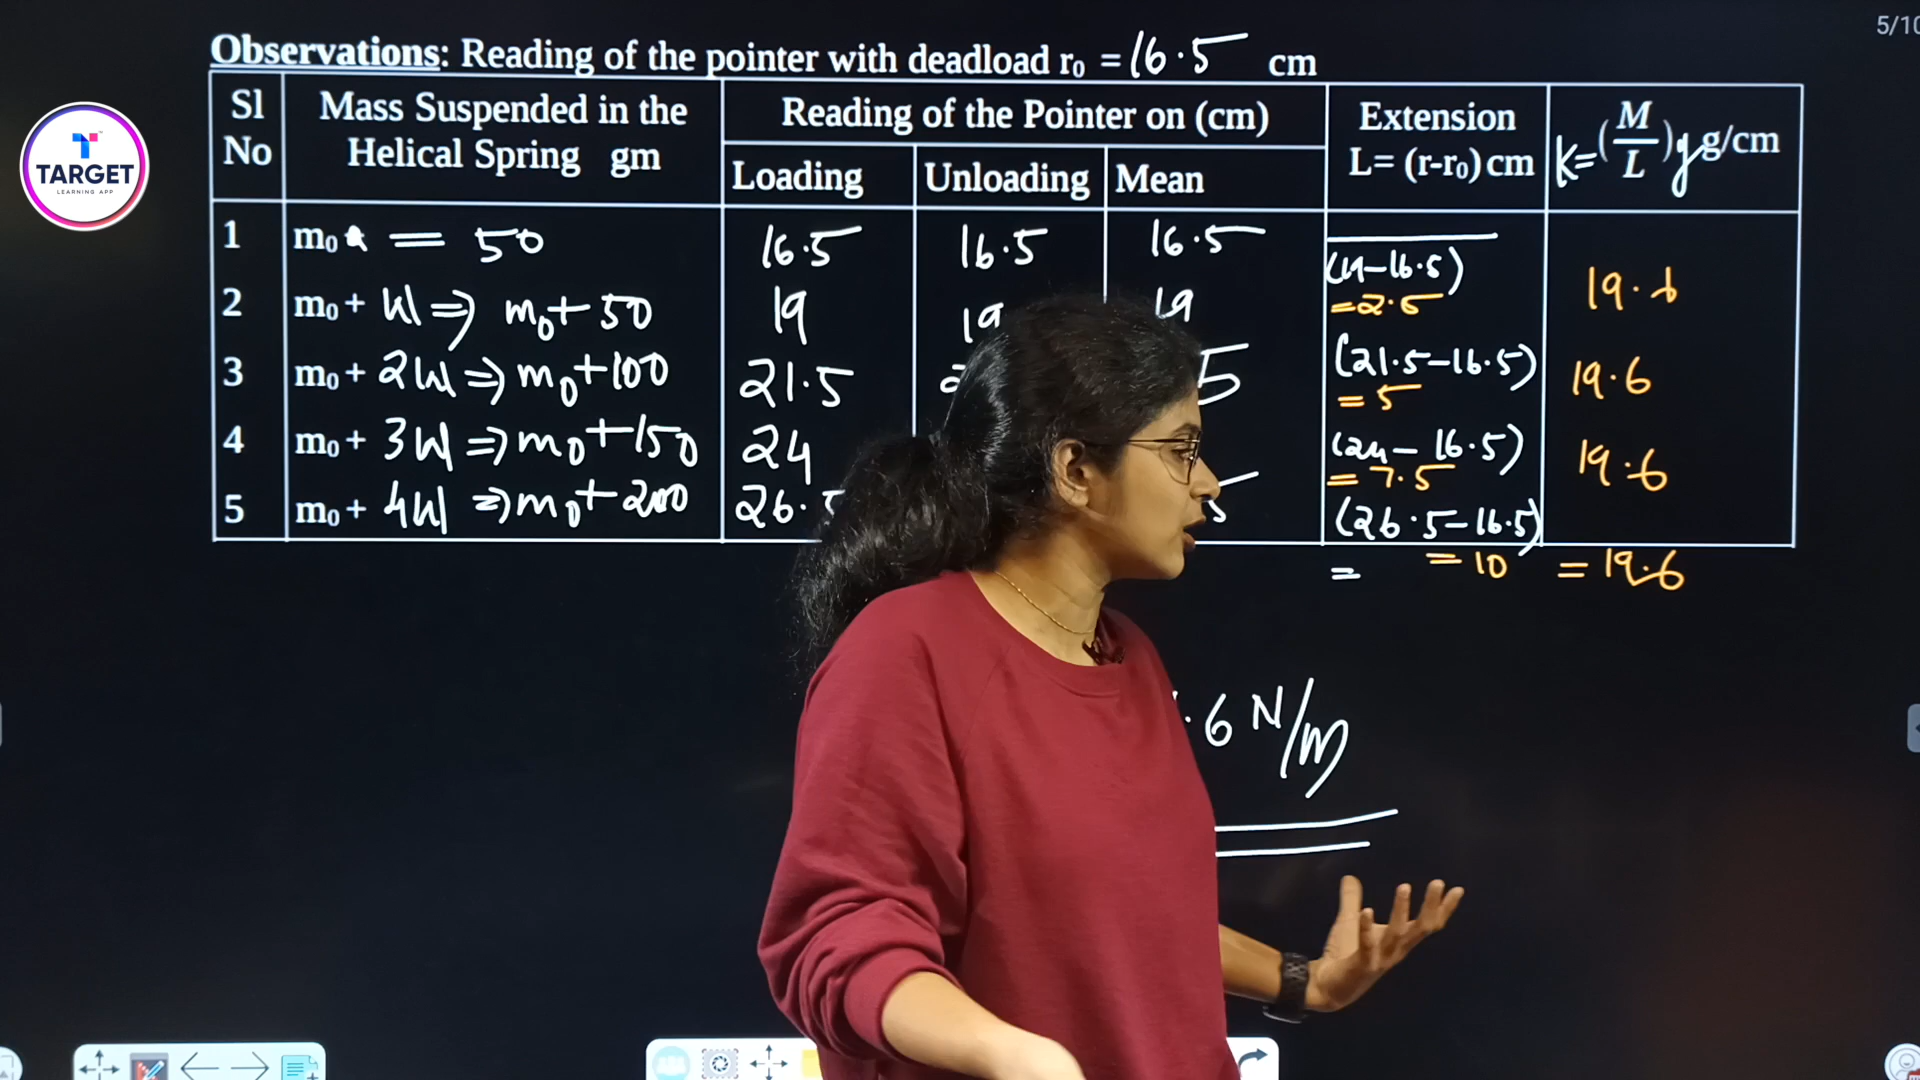 5/10
Observations: Reading of the pointer with deadload r₀ = 16.5 cm
TARGET
LEARNING APP
Sl No
Mass Suspended in the Helical Spring gm
Reading of the Pointer on (cm)
Loading Unloading Mean
Extension L= (r-r₀) cm
K=(M/L)g g/cm
1 m₀ = 50 16.5 16.5 16.5
2 m₀ + W ⇒ m₀+50 19 19 19 (19-16.5) =2.5 19.6
3 m₀ + 2W ⇒ m₀+100 21.5 5 (21.5-16.5) = 5 19.6
4 m₀ + 3W ⇒ m₀+150 24 (24-16.5) = 7.5 19.6
5 m₀ + 4W ⇒ m₀+200 26.5 5 (26.5-16.5)
= = 10 = 19.6
.6 N/m